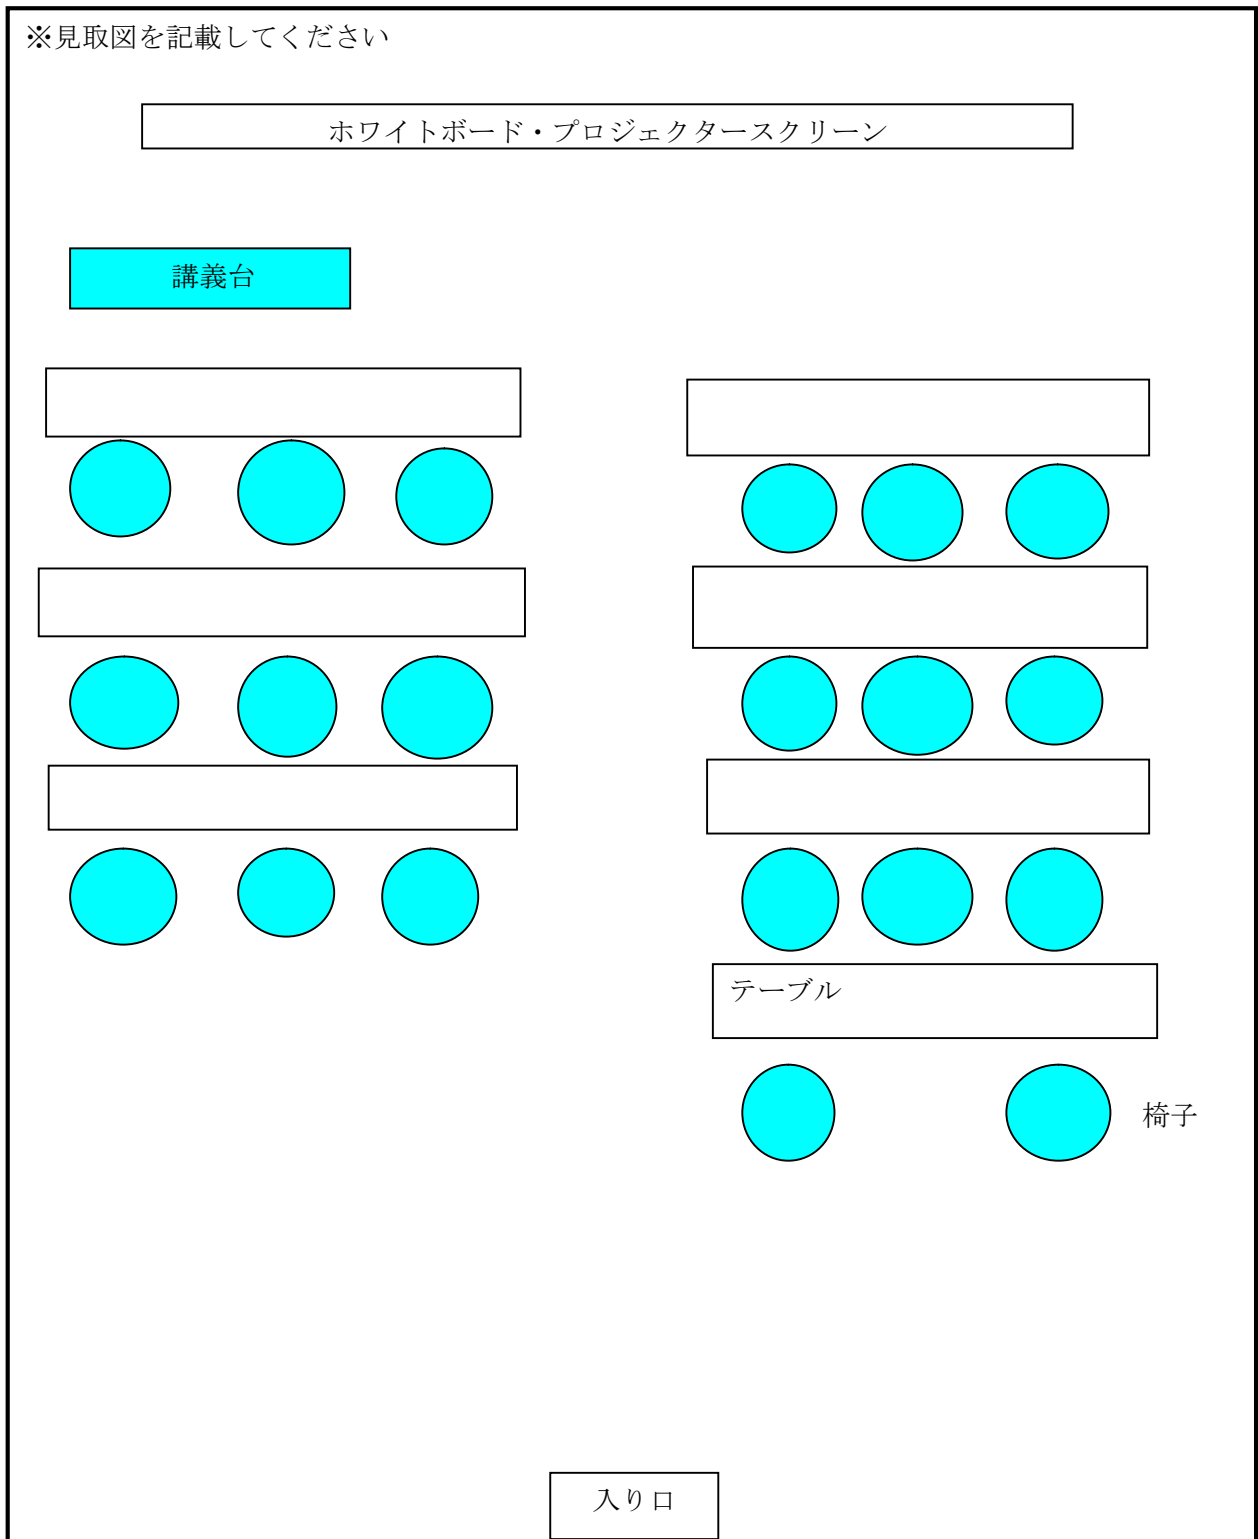 ※見取図を記載してください
ホワイトボード・プロジェクタースクリーン
講義台
テーブル
椅子
入り口